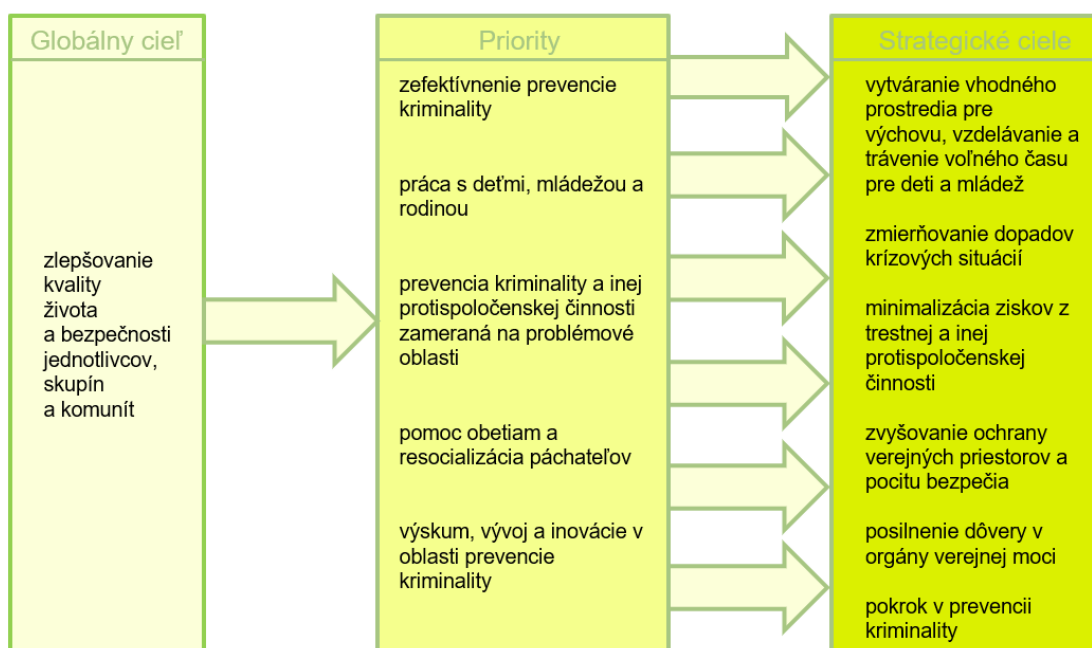 Globálny cieľ
zlepšovanie
kvality
života
a bezpečnosti
jednotlivcov,
skupín
a komunít
Priority
zefektívnenie prevencie
kriminality
práca s deťmi, mládežou a
rodinou
prevencia kriminality a inej
protispoločenskej činnosti
zameraná na problémové
oblasti
pomoc obetiam a
resocializácia páchateľov
výskum, vývoj a inovácie v
oblasti prevencie
kriminality
Strategické ciele
vytváranie vhodného
prostredia pre
výchovu, vzdelávanie a
trávenie voľného času
pre deti a mládež
zmierňovanie dopadov
krízových situácií
minimalizácia ziskov z
trestnej a inej
protispoločenskej
činnosti
zvyšovanie ochrany
verejných priestorov a
pocitu bezpečia
posilnenie dôvery v
orgány verejnej moci
pokrok v prevencii
kriminality